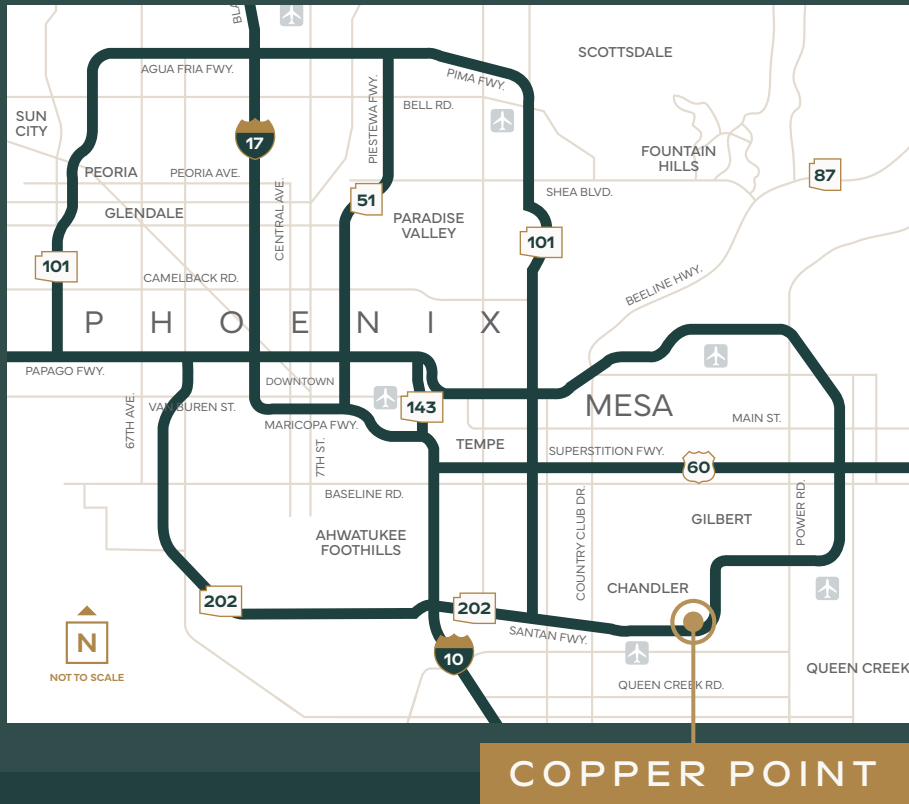 BLA
SCOTTSDALE
AGUA FRIA FWY.
PIMA FWY.
PIESTEWA FWY.
BELL RD.
SUN
CITY
17
FOUNTAIN
HILLS
87
PEORIA
PEORIA AVE.
CENTRAL AVE.
51
SHEA BLVD.
GLENDALE
PARADISE
VALLEY
101
101
CAMELBACK RD.
BEELINE HWY.
PHOENIX
PAPAGO FWY.
DOWNTOWN
67TH AVE.
VAN BUREN ST.
143
MESA
MAIN ST.
MARICOPA FWY.
7TH ST.
TEMPE
SUPERSTITION FWY.
60
BASELINE RD.
COUNTRY CLUB DR.
POWER RD.
GILBERT
AHWATUKEE
FOOTHILLS
CHANDLER
202
202
SANTAN FWY.
N
NOT TO SCALE
10
QUEEN CREEK
QUEEN CREEK RD.
COPPER POINT